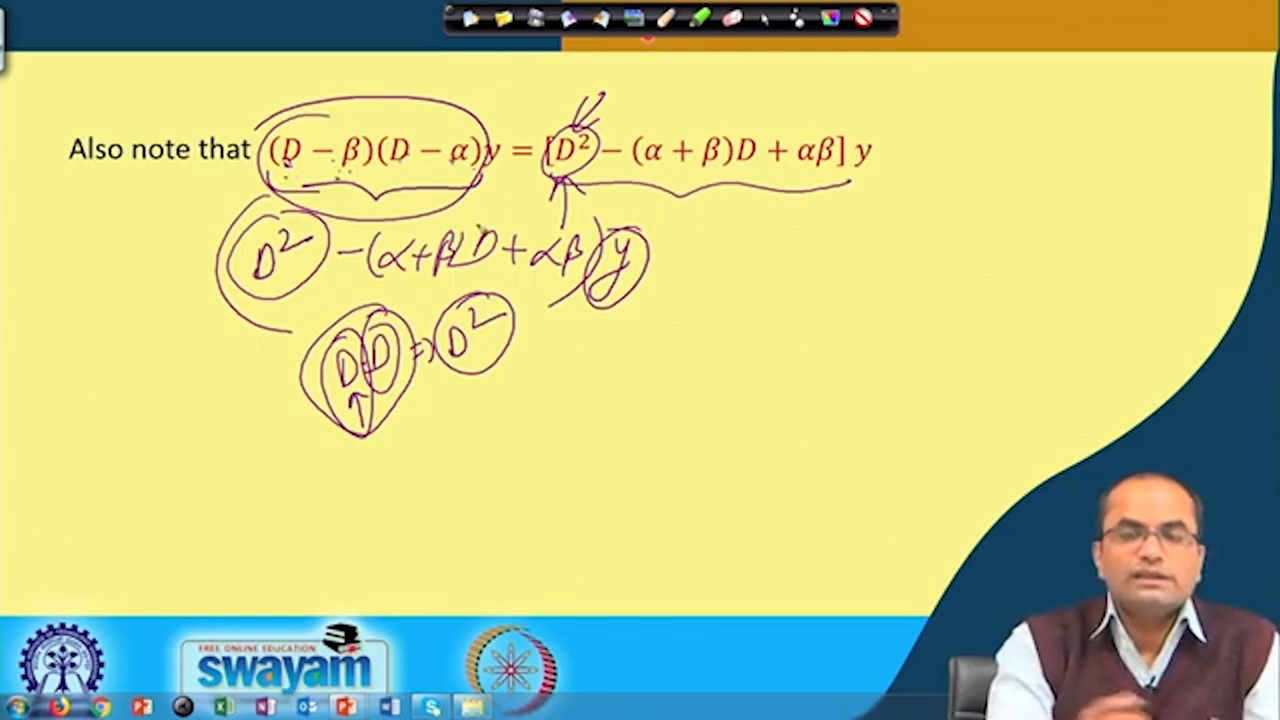 Also note that (D − β)(D − α)y = [D² − (α + β)D + αβ] y
D² − (α+β)D + αβ) y
D D ⇒ D²
FREE ONLINE EDUCATION
swayam